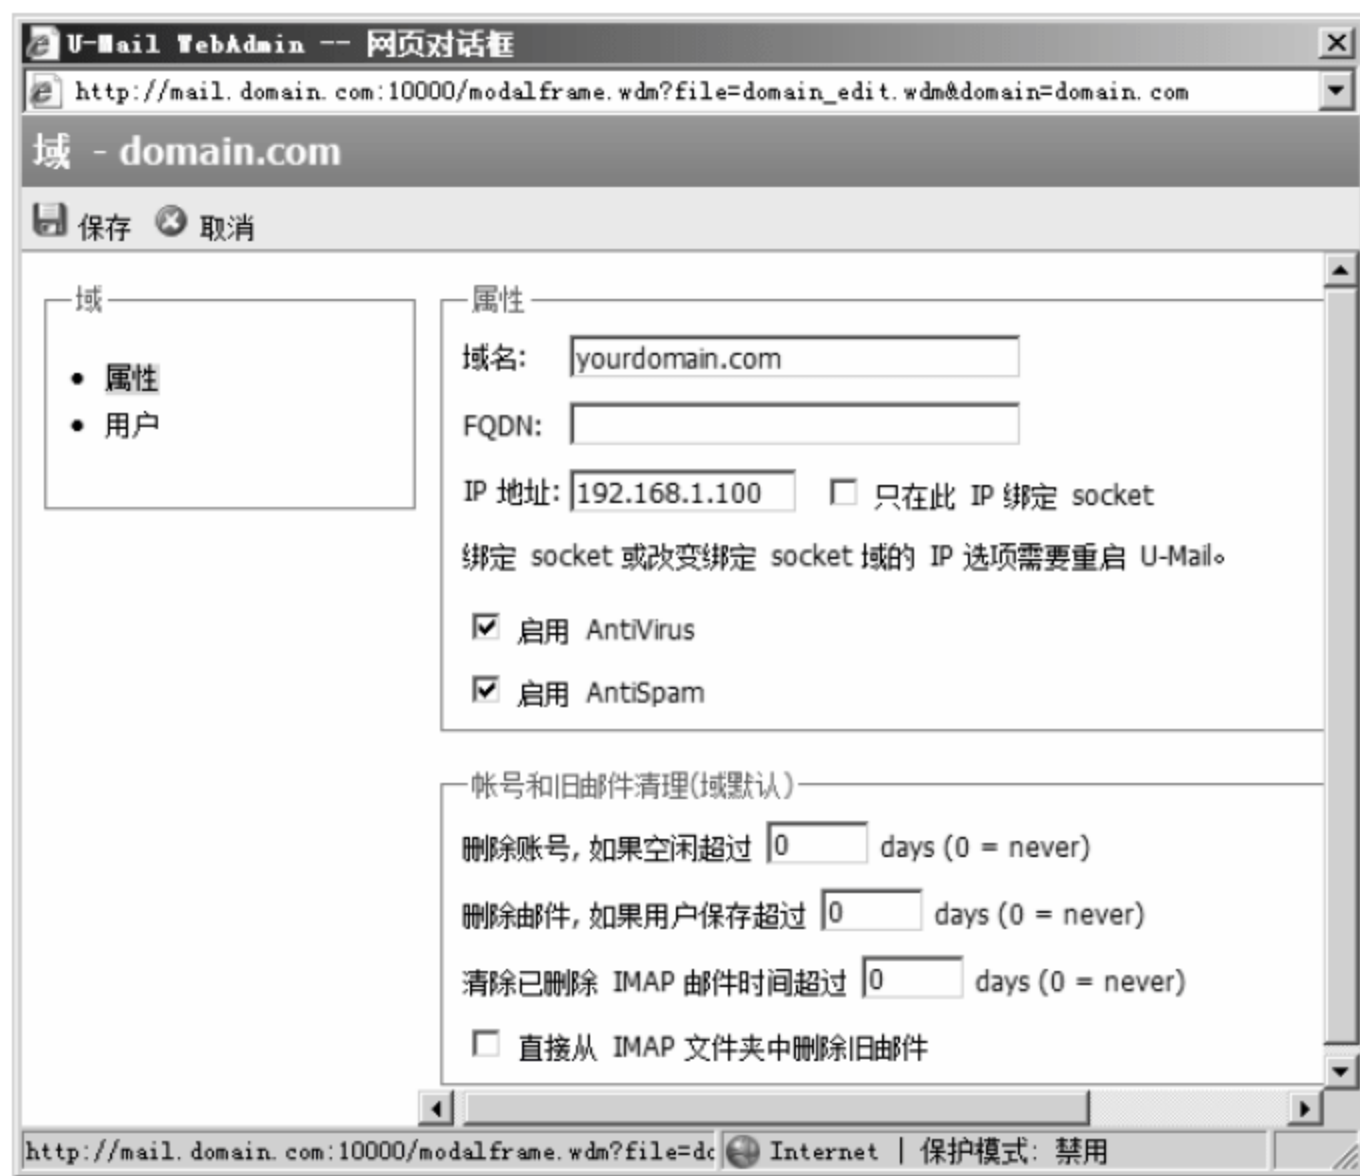 U-Mail WebAdmin -- 网页对话框
http://mail.domain.com:10000/modalframe.wdm?file=domain_edit.wdm&domain=domain.com
域 - domain.com
保存 取消
域
属性
用户
属性
域名: yourdomain.com
FQDN:
IP 地址: 192.168.1.100 只在此 IP 绑定 socket
绑定 socket 或改变绑定 socket 域的 IP 选项需要重启 U-Mail。
启用 AntiVirus
启用 AntiSpam
帐号和旧邮件清理(域默认)
删除账号, 如果空闲超过 0 days (0 = never)
删除邮件, 如果用户保存超过 0 days (0 = never)
清除已删除 IMAP 邮件时间超过 0 days (0 = never)
直接从 IMAP 文件夹中删除旧邮件
http://mail.domain.com:10000/modalframe.wdm?file=do Internet | 保护模式: 禁用